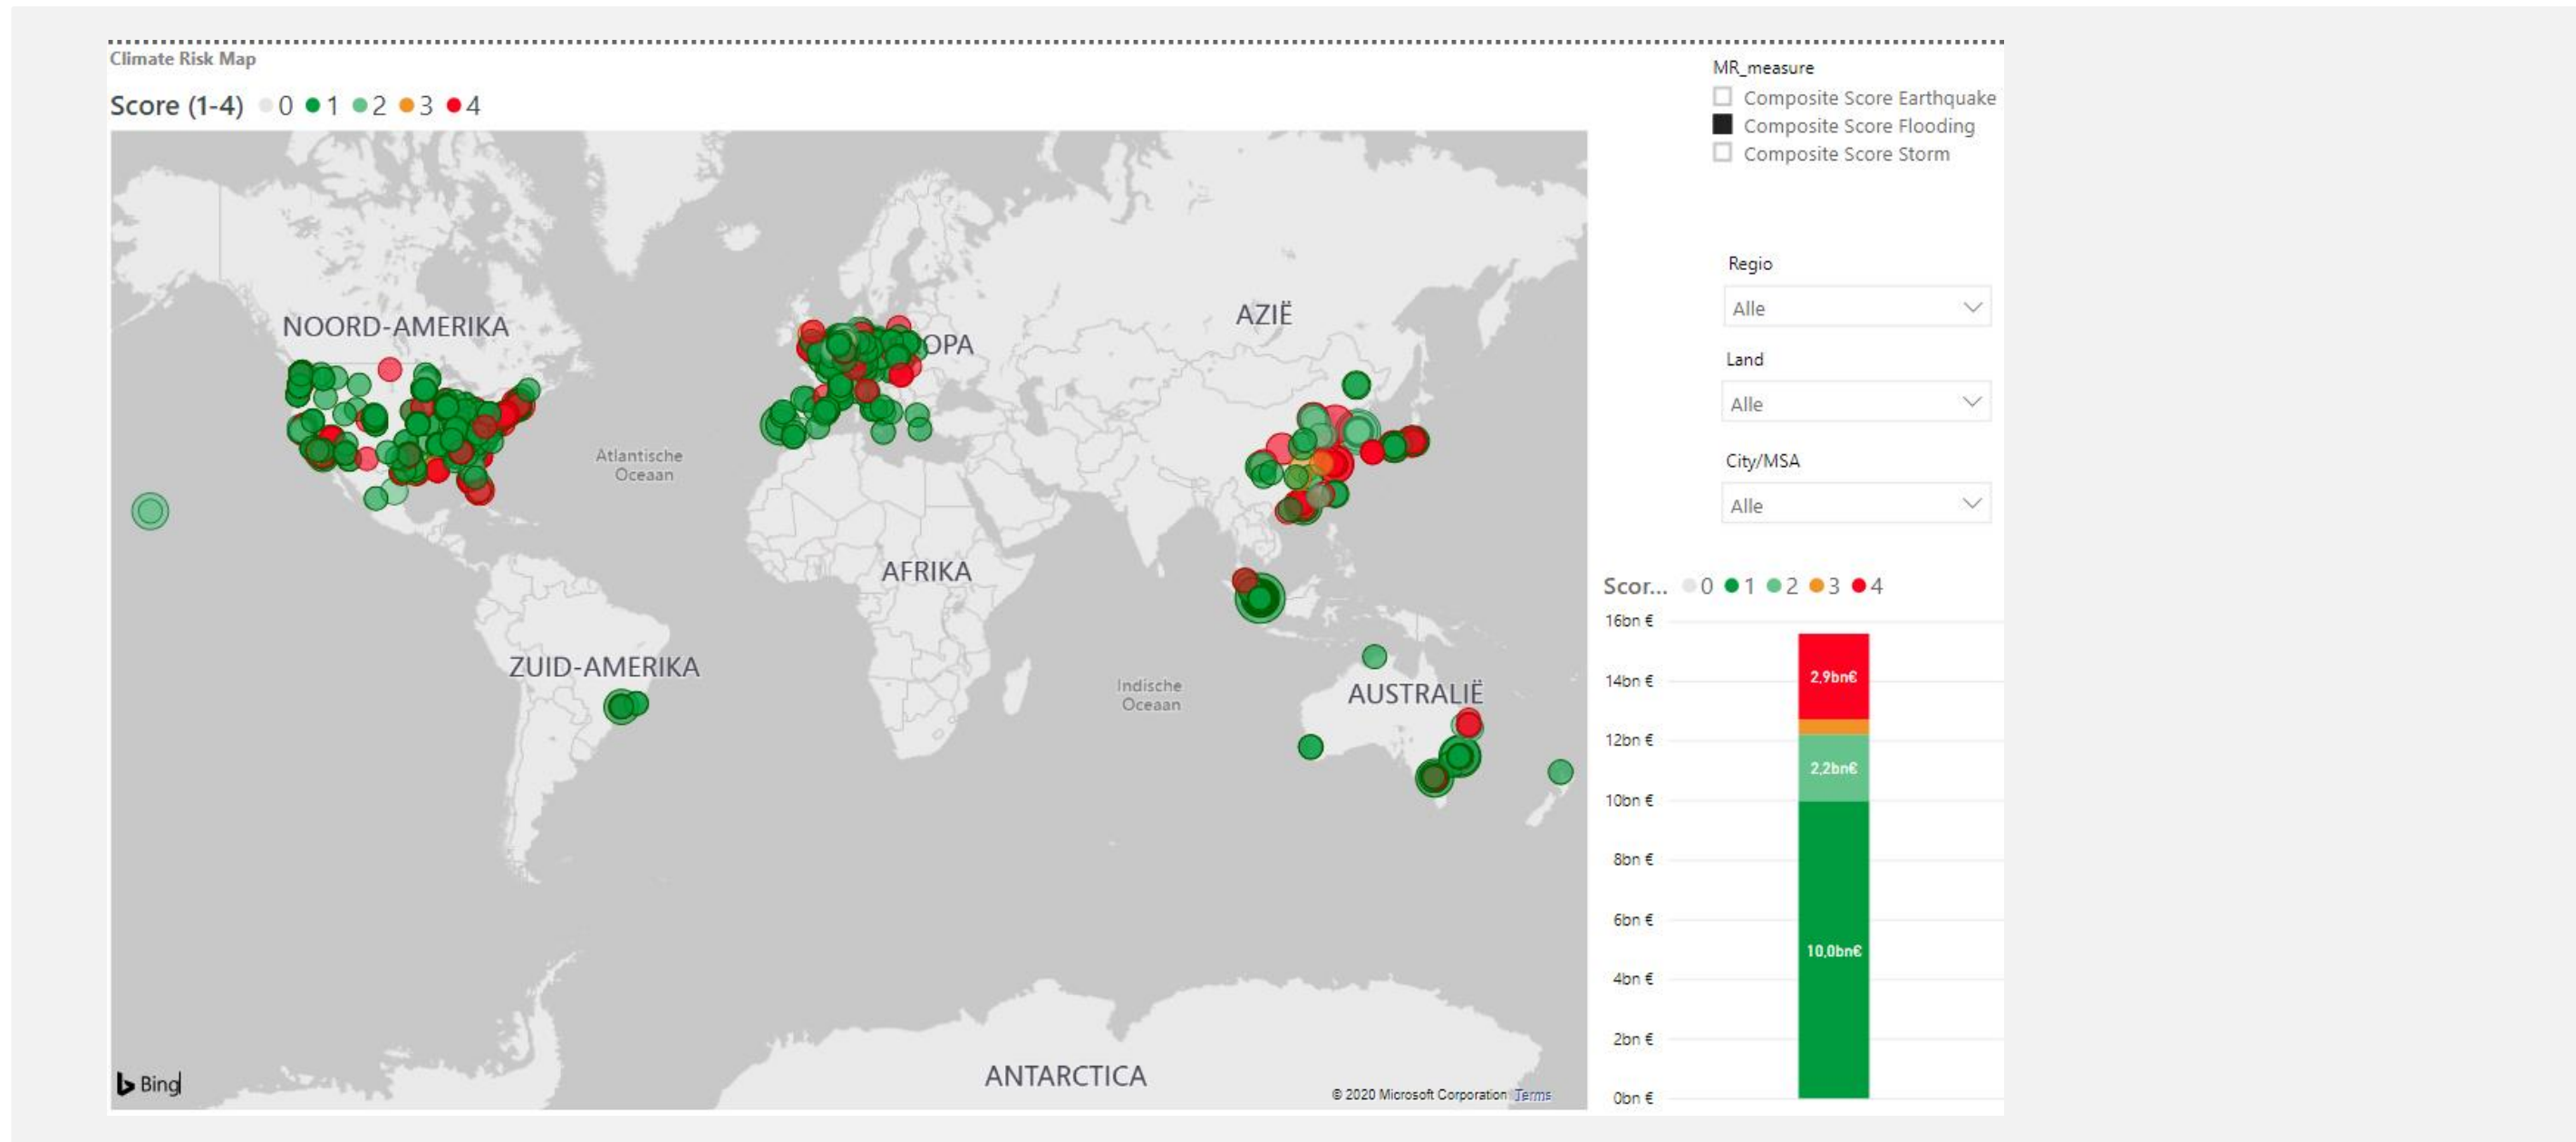 Climate Risk Map
Score (1-4) 0 1 2 3 4
NOORD-AMERIKA
OPA
AZIË
Atlantische
Oceaan
AFRIKA
ZUID-AMERIKA
Indische
Oceaan
AUSTRALIË
ANTARCTICA
Bing
© 2020 Microsoft Corporation Terms
MR_measure
Composite Score Earthquake
Composite Score Flooding
Composite Score Storm
Regio
Alle
Land
Alle
City/MSA
Alle
Scor... 0 1 2 3 4
16bn €
14bn €
12bn €
10bn €
8bn €
6bn €
4bn €
2bn €
0bn €
2,9bn€
2,2bn€
10,0bn€